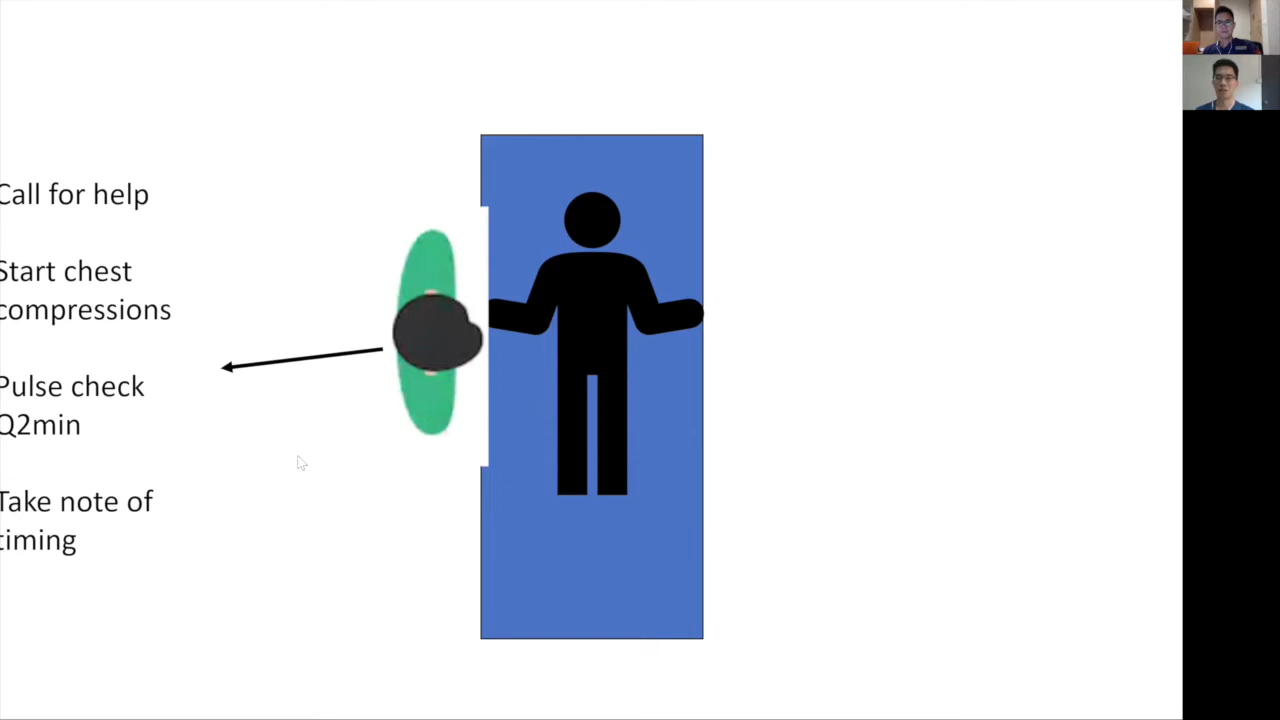 Call for help
Start chest
compressions
Pulse check
Q2min
Take note of
timing